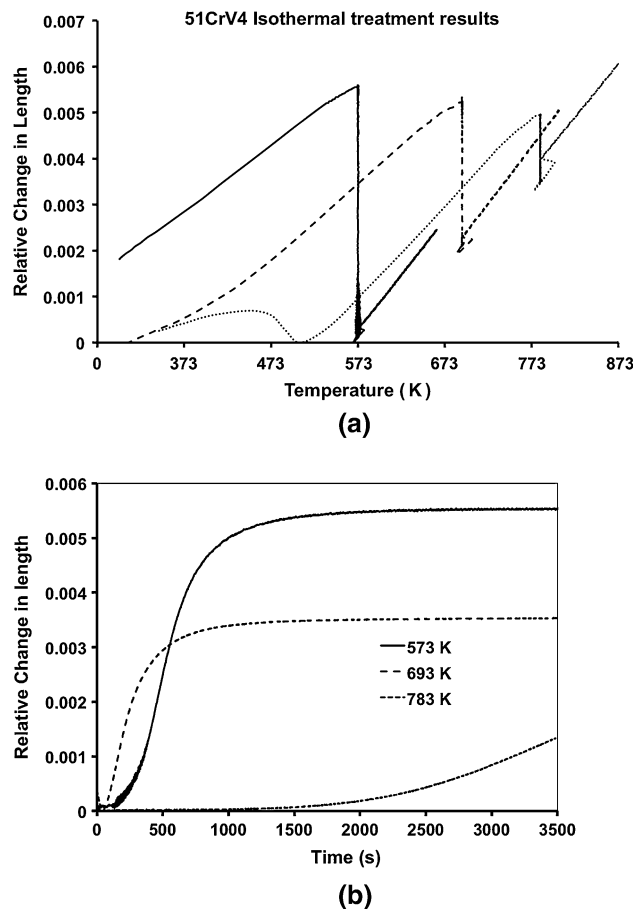 51CrV4 Isothermal treatment results
0.007
0.006
0.005
0.004
0.003
0.002
0.001
0
Relative Change in Length
0 373 473 573 673 773 873
Temperature ( K )
(a)
0.006
0.005
0.004
0.003
0.002
0.001
0
Relative Change in length
573 K
693 K
783 K
0 500 1000 1500 2000 2500 3000 3500
Time (s)
(b)